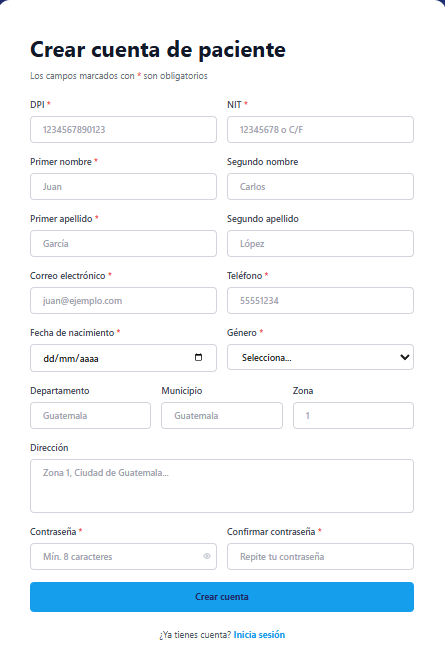 Crear cuenta de paciente
Los campos marcados con * son obligatorios
DPI * NIT *
1234567890123 12345678 o C/F
Primer nombre * Segundo nombre
Juan Carlos
Primer apellido * Segundo apellido
García López
Correo electrónico * Teléfono *
juan@ejemplo.com 55551234
Fecha de nacimiento * Género *
dd/mm/aaaa Selecciona...
Departamento Municipio Zona
Guatemala Guatemala 1
Dirección
Zona 1, Ciudad de Guatemala...
Contraseña * Confirmar contraseña *
Mín. 8 caracteres Repite tu contraseña
Crear cuenta
¿Ya tienes cuenta? Inicia sesión